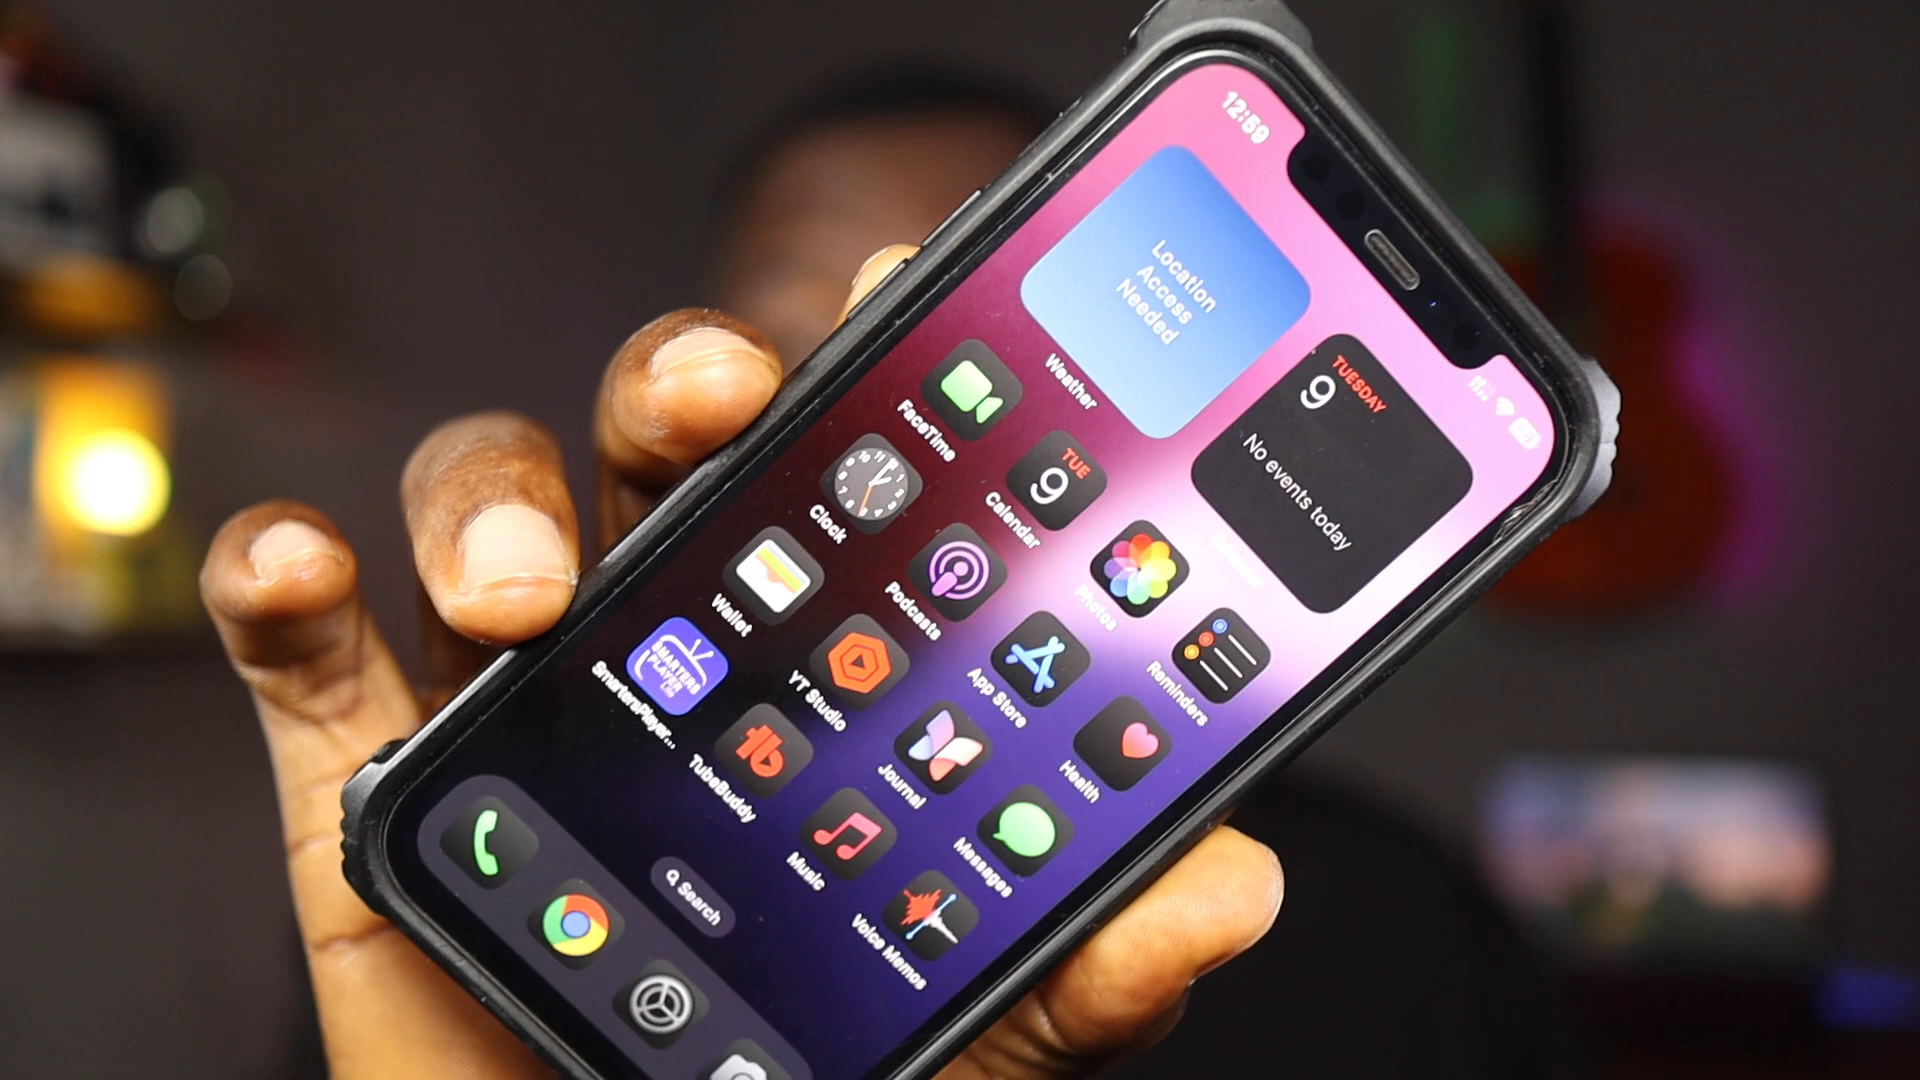 12:59
Location
Access
Needed
Weather
TUESDAY
9
No events today
FaceTime
TUE
9
Calendar
Photos
Reminders
Clock
Podcasts
App Store
Health
Wallet
YT Studio
Journal
Messages
SMARTERS
PLAYER
SmartersPlayer...
TubeBuddy
Music
Voice Memos
Search